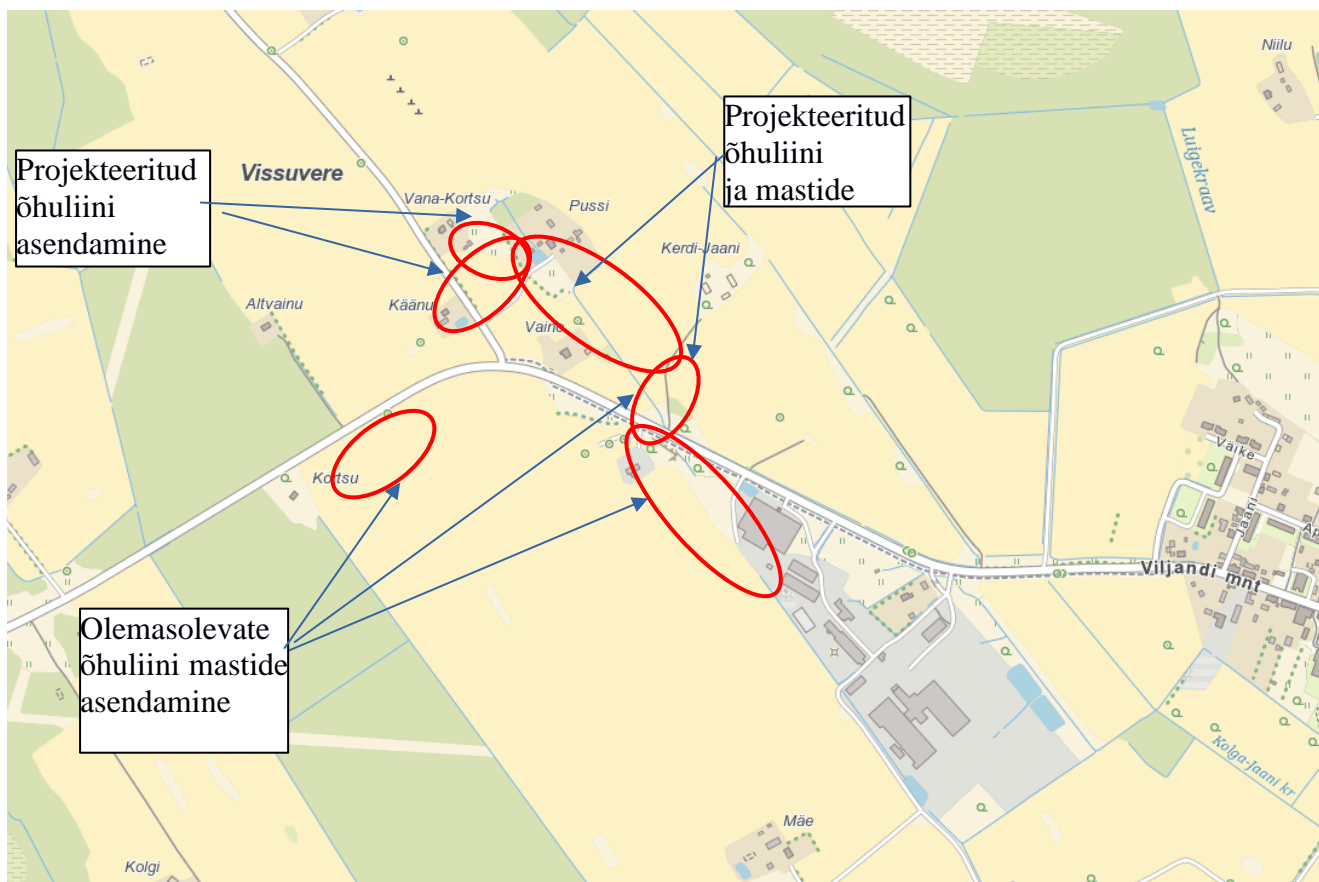 Niilu
Projekteeritud
õhuliini
ja mastide
Luigekraav
Projekteeritud
õhuliini
asendamine
Vissuvere
Vana-Kortsu
Pussi
Kerdi-Jaani
Altvainu
Käänu
Vaino
Kortsu
Väike
Jaani
Viljandi mnt
Olemasolevate
õhuliini mastide
asendamine
Kolga-Jaani kr
Mäe
Kolgi